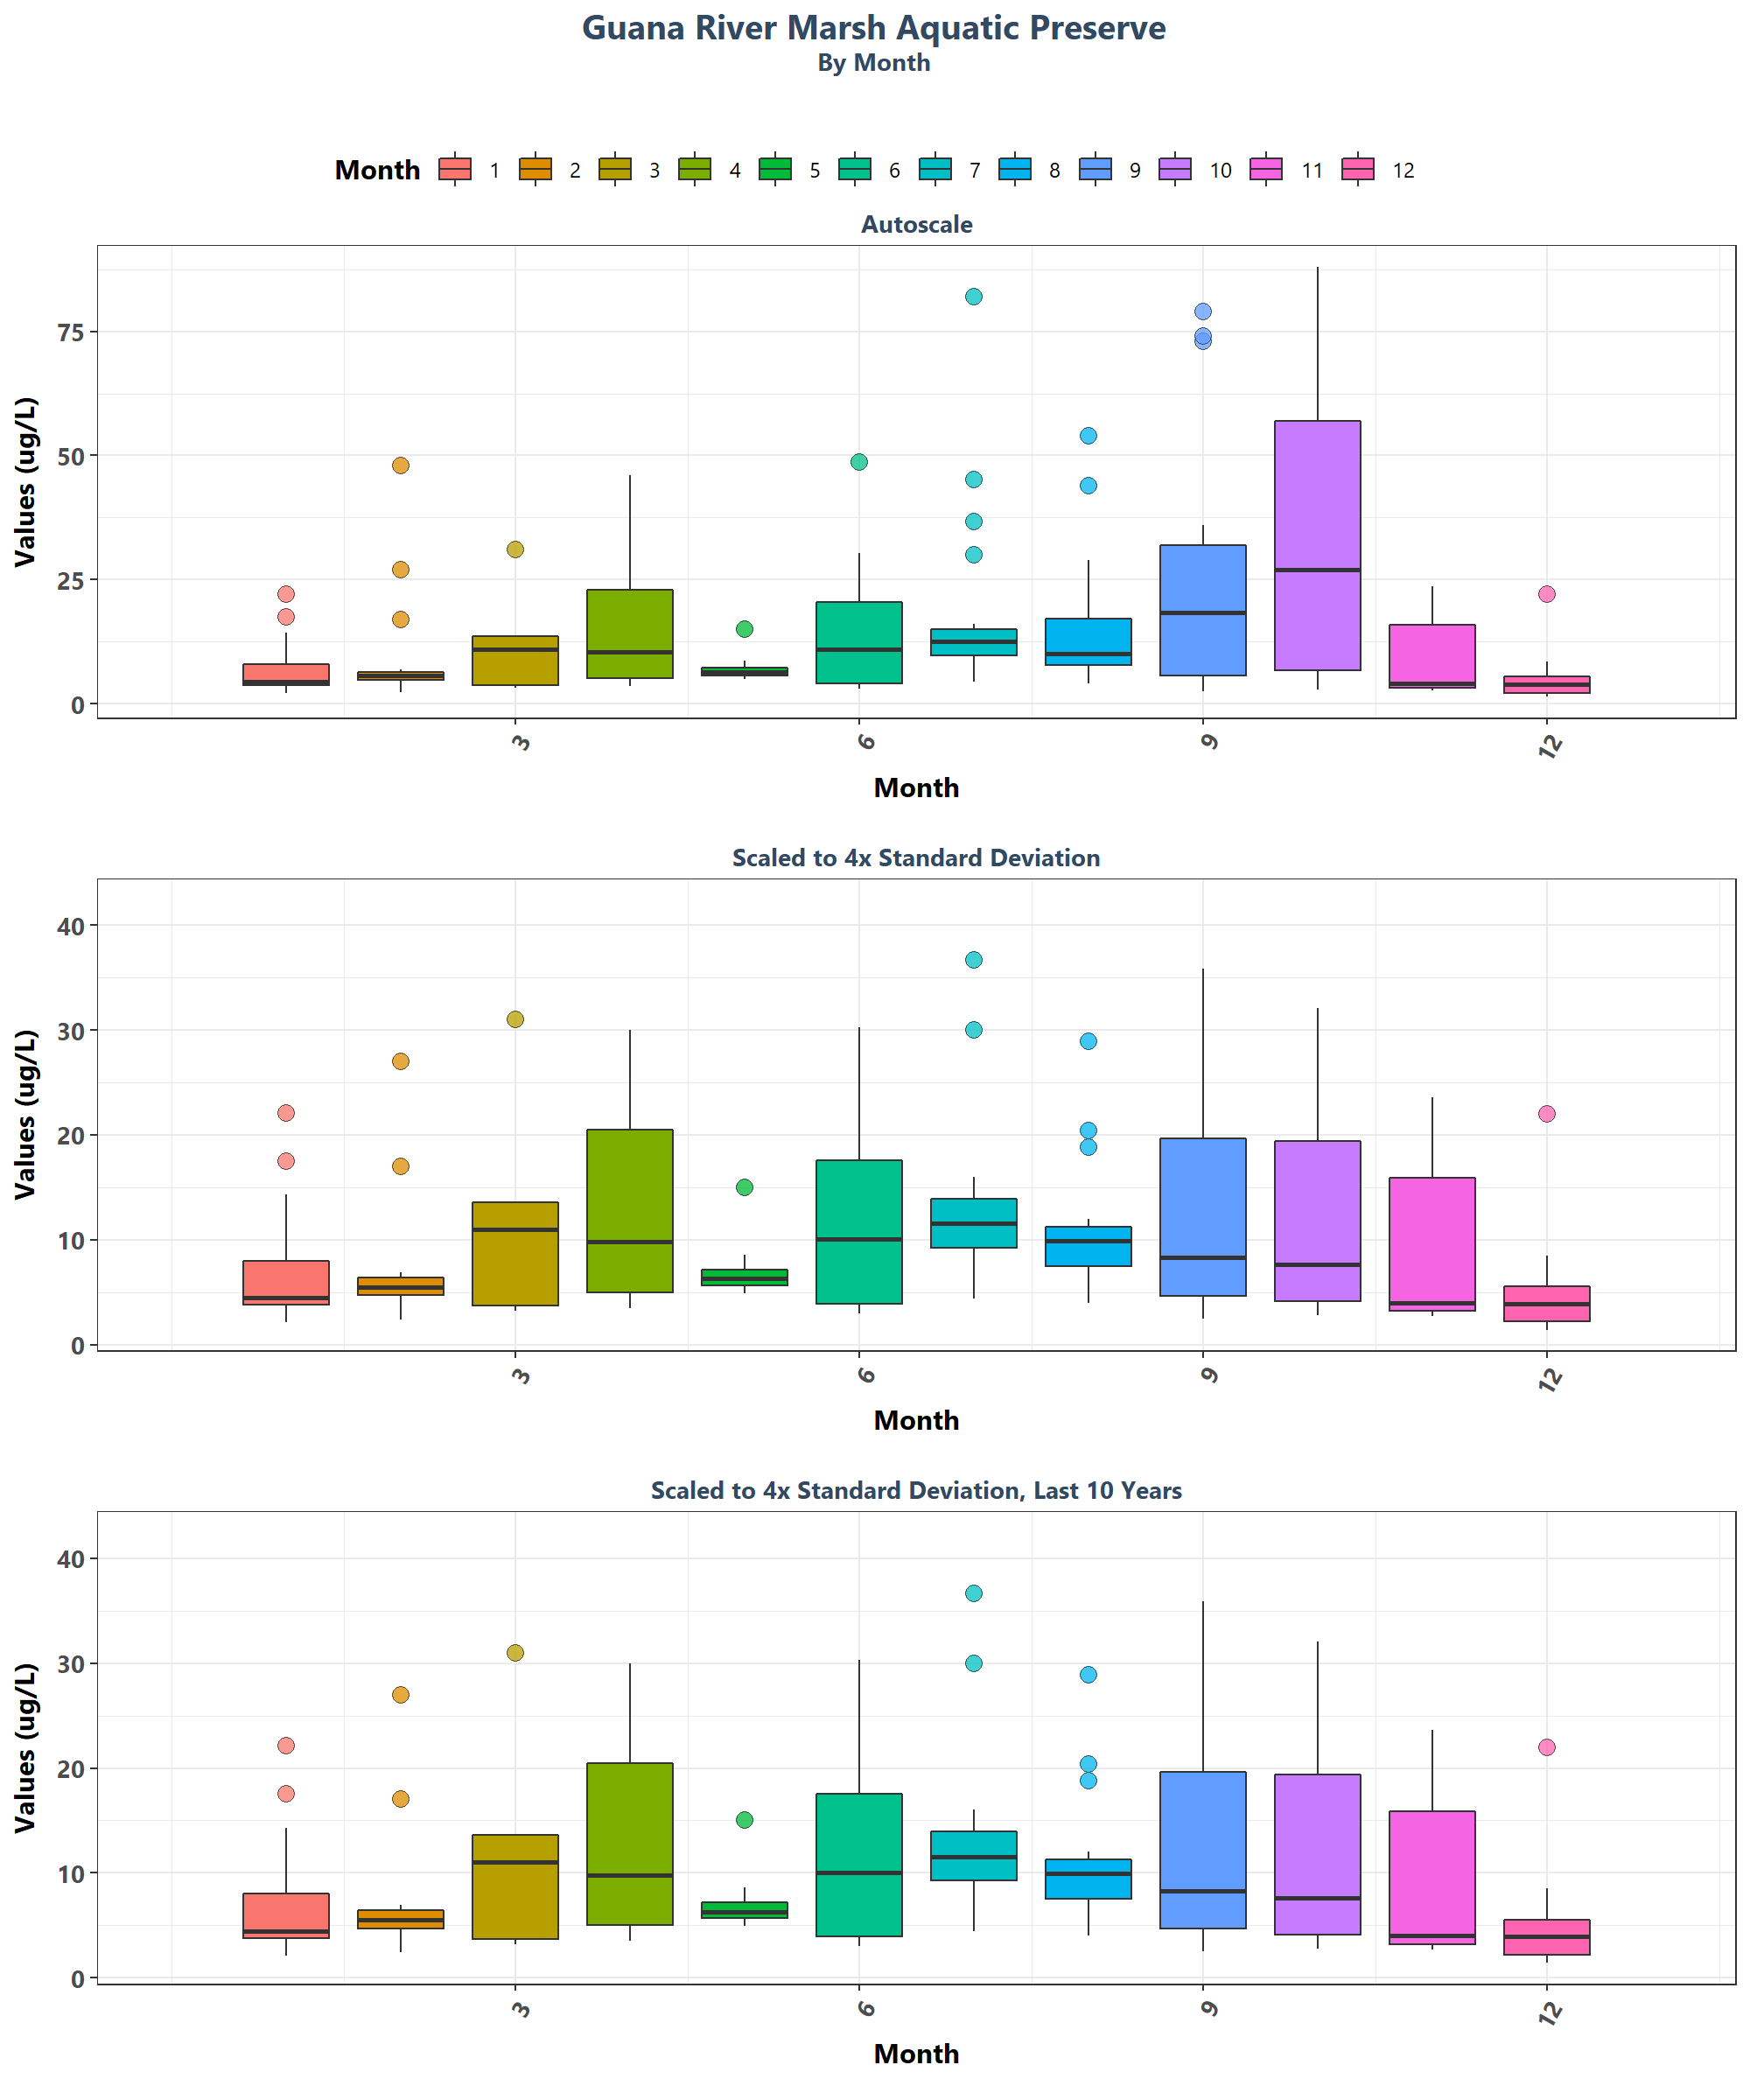 Guana River Marsh Aquatic Preserve
By Month
Month 1 2 3 4 5 6 7 8 9 10 11 12
Autoscale
Values (ug/L)
75
50
25
0
3 6 9 12
Month
Scaled to 4x Standard Deviation
Values (ug/L)
40
30
20
10
0
3 6 9 12
Month
Scaled to 4x Standard Deviation, Last 10 Years
Values (ug/L)
40
30
20
10
0
3 6 9 12
Month